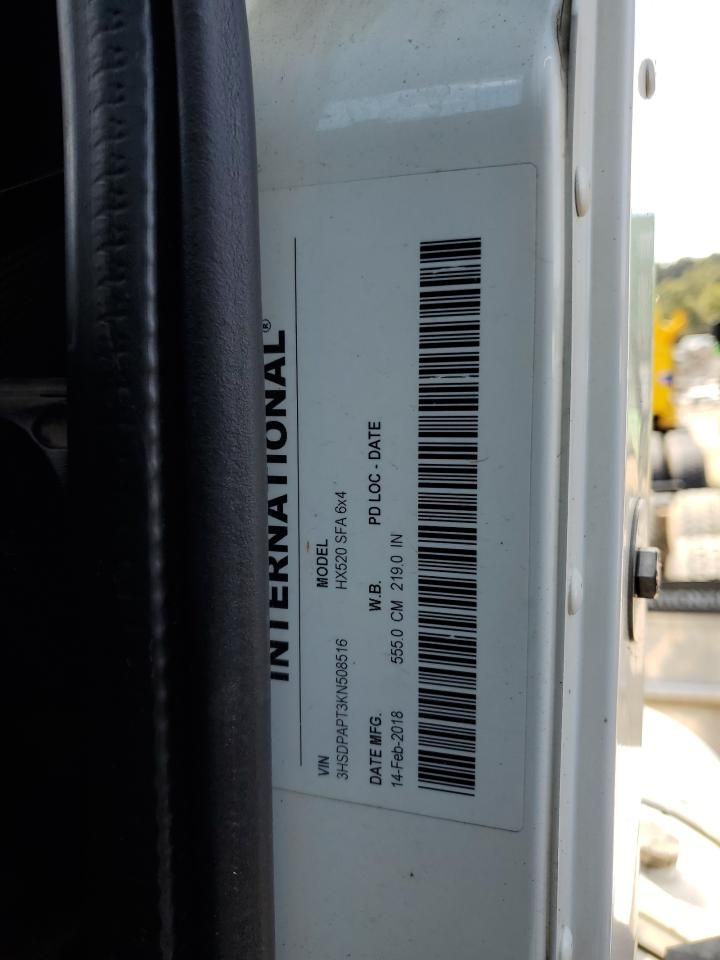 INTERNATIONAL®
VIN MODEL
3HSDPAPT3KN508516 HX520 SFA 6x4
DATE MFG. W.B. PD LOC - DATE
14-Feb-2018 555.0 CM 219.0 IN